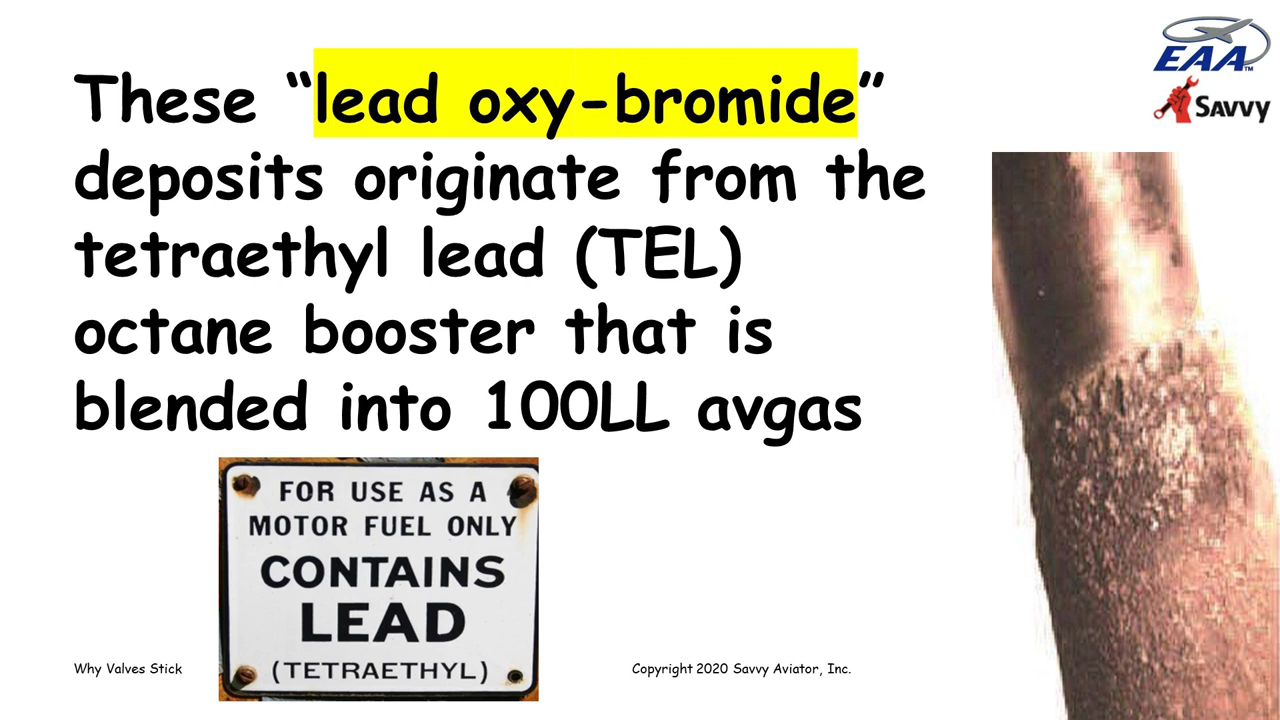 These “lead oxy-bromide”
deposits originate from the
tetraethyl lead (TEL)
octane booster that is
blended into 100LL avgas
EAA™
SAVVY
FOR USE AS A
MOTOR FUEL ONLY
CONTAINS
LEAD
(TETRAETHYL)
Why Valves Stick
Copyright 2020 Savvy Aviator, Inc.